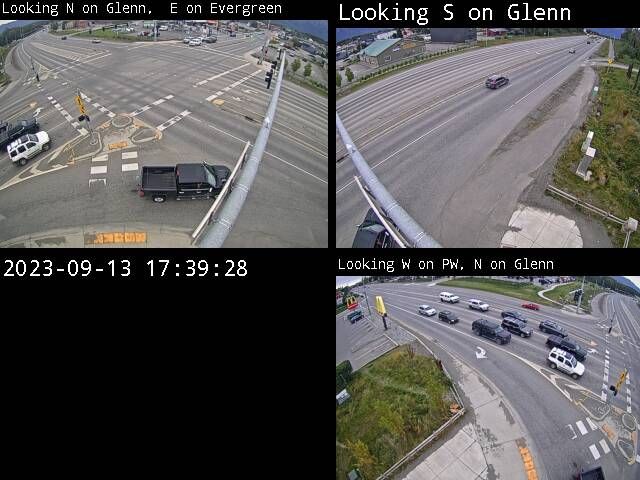 Looking N on Glenn,  E on Evergreen
Looking S on Glenn
2023-09-13 17:39:28
Looking W on PW, N on Glenn